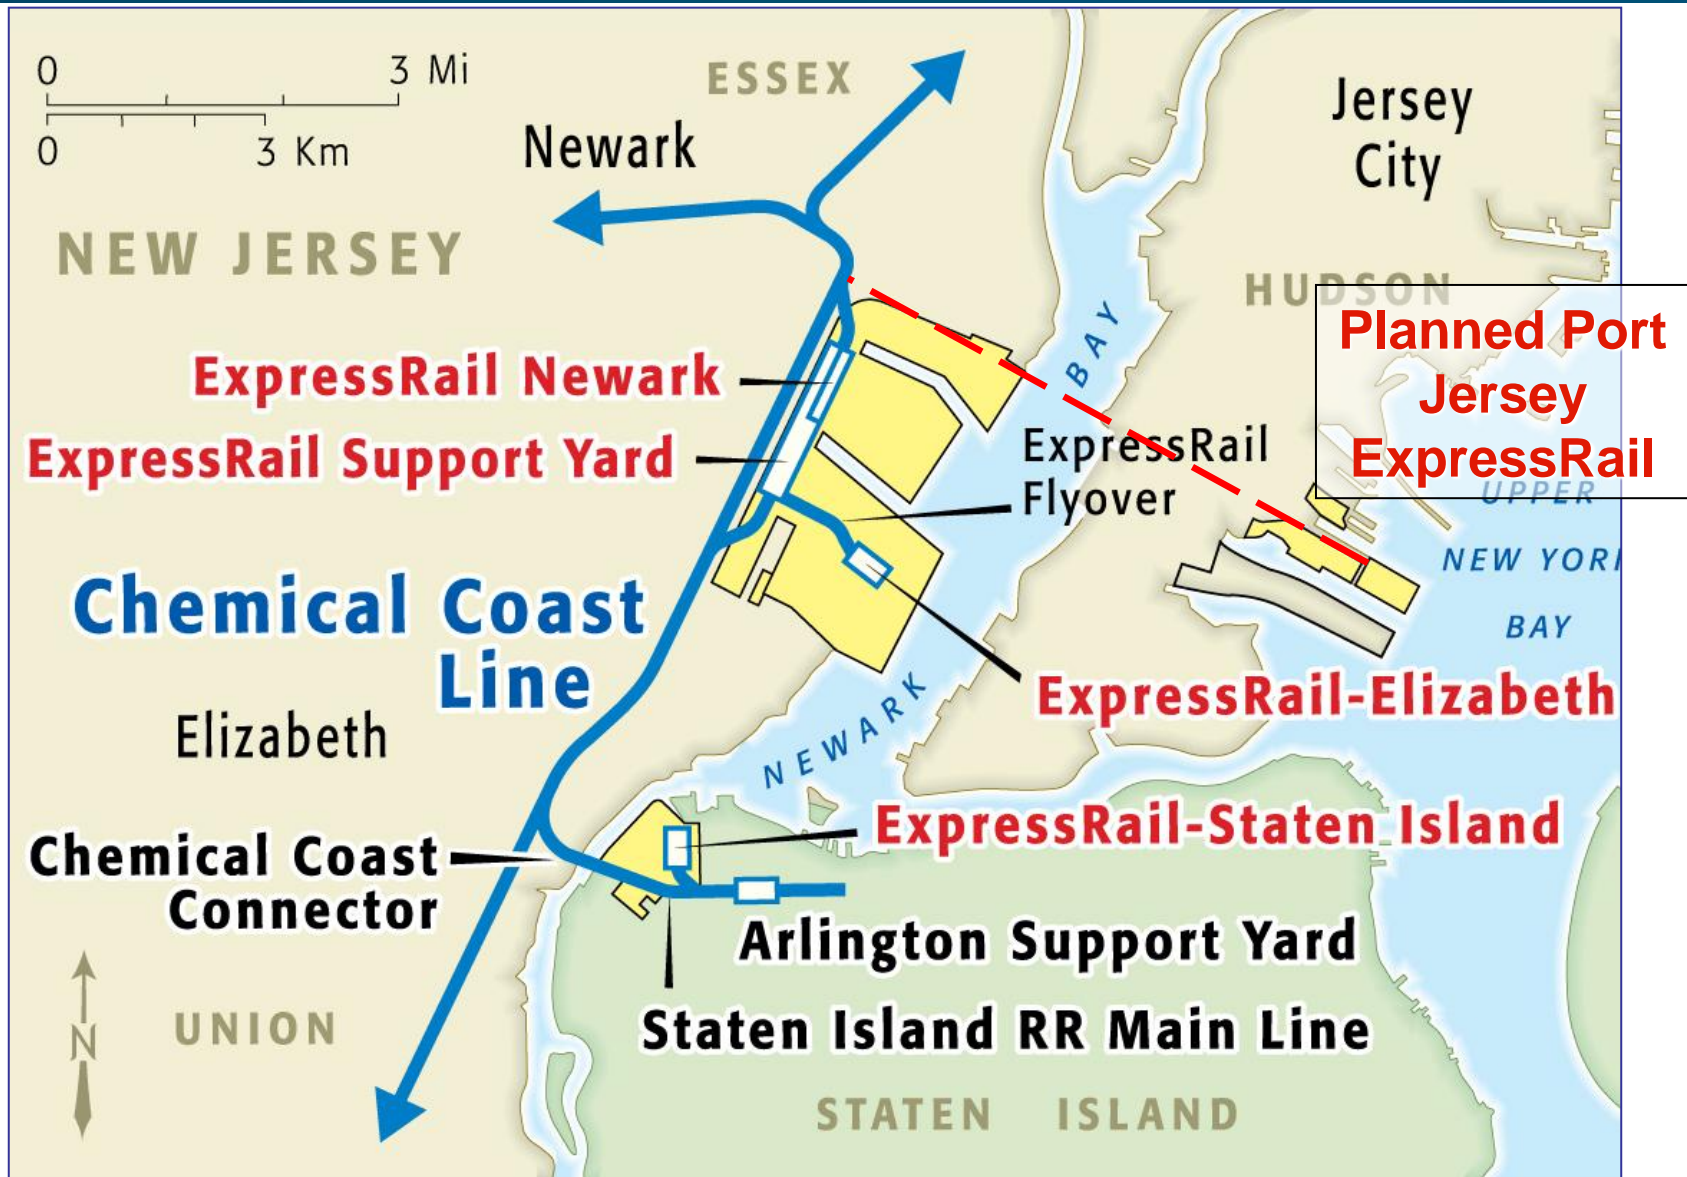 0 3 Mi
0 3 Km
ESSEX
Newark
Jersey
City
NEW JERSEY
HUDSON
Planned Port
Jersey
ExpressRail
BAY
ExpressRail Newark
ExpressRail Support Yard
ExpressRail
Flyover
UPPER
NEW YOR
BAY
Chemical Coast
Line
ExpressRail-Elizabeth
Elizabeth
NEWARK
ExpressRail-Staten Island
Chemical Coast
Connector
Arlington Support Yard
Staten Island RR Main Line
N
UNION
STATEN ISLAND